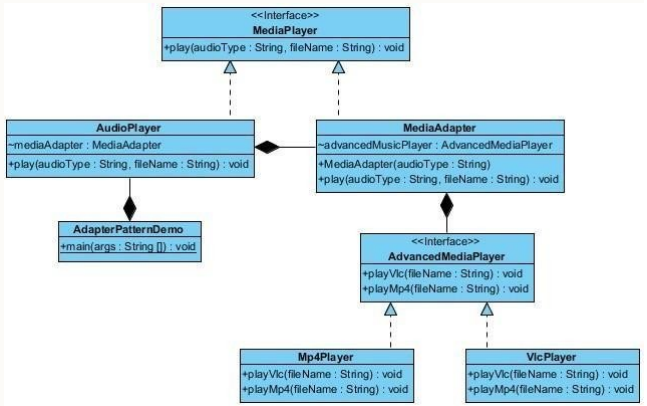 <<Interface>>
MediaPlayer
+play(audioType : String, fileName : String) : void
AudioPlayer
~mediaAdapter : MediaAdapter
+play(audioType : String, fileName : String) : void
MediaAdapter
~advancedMusicPlayer : AdvancedMediaPlayer
+MediaAdapter(audioType : String)
+play(audioType : String, fileName : String) : void
AdapterPatternDemo
+main(args : String []) : void
<<Interface>>
AdvancedMediaPlayer
+playVlc(fileName : String) : void
+playMp4(fileName : String) : void
Mp4Player
+playVlc(fileName : String) : void
+playMp4(fileName : String) : void
VlcPlayer
+playVlc(fileName : String) : void
+playMp4(fileName : String) : void